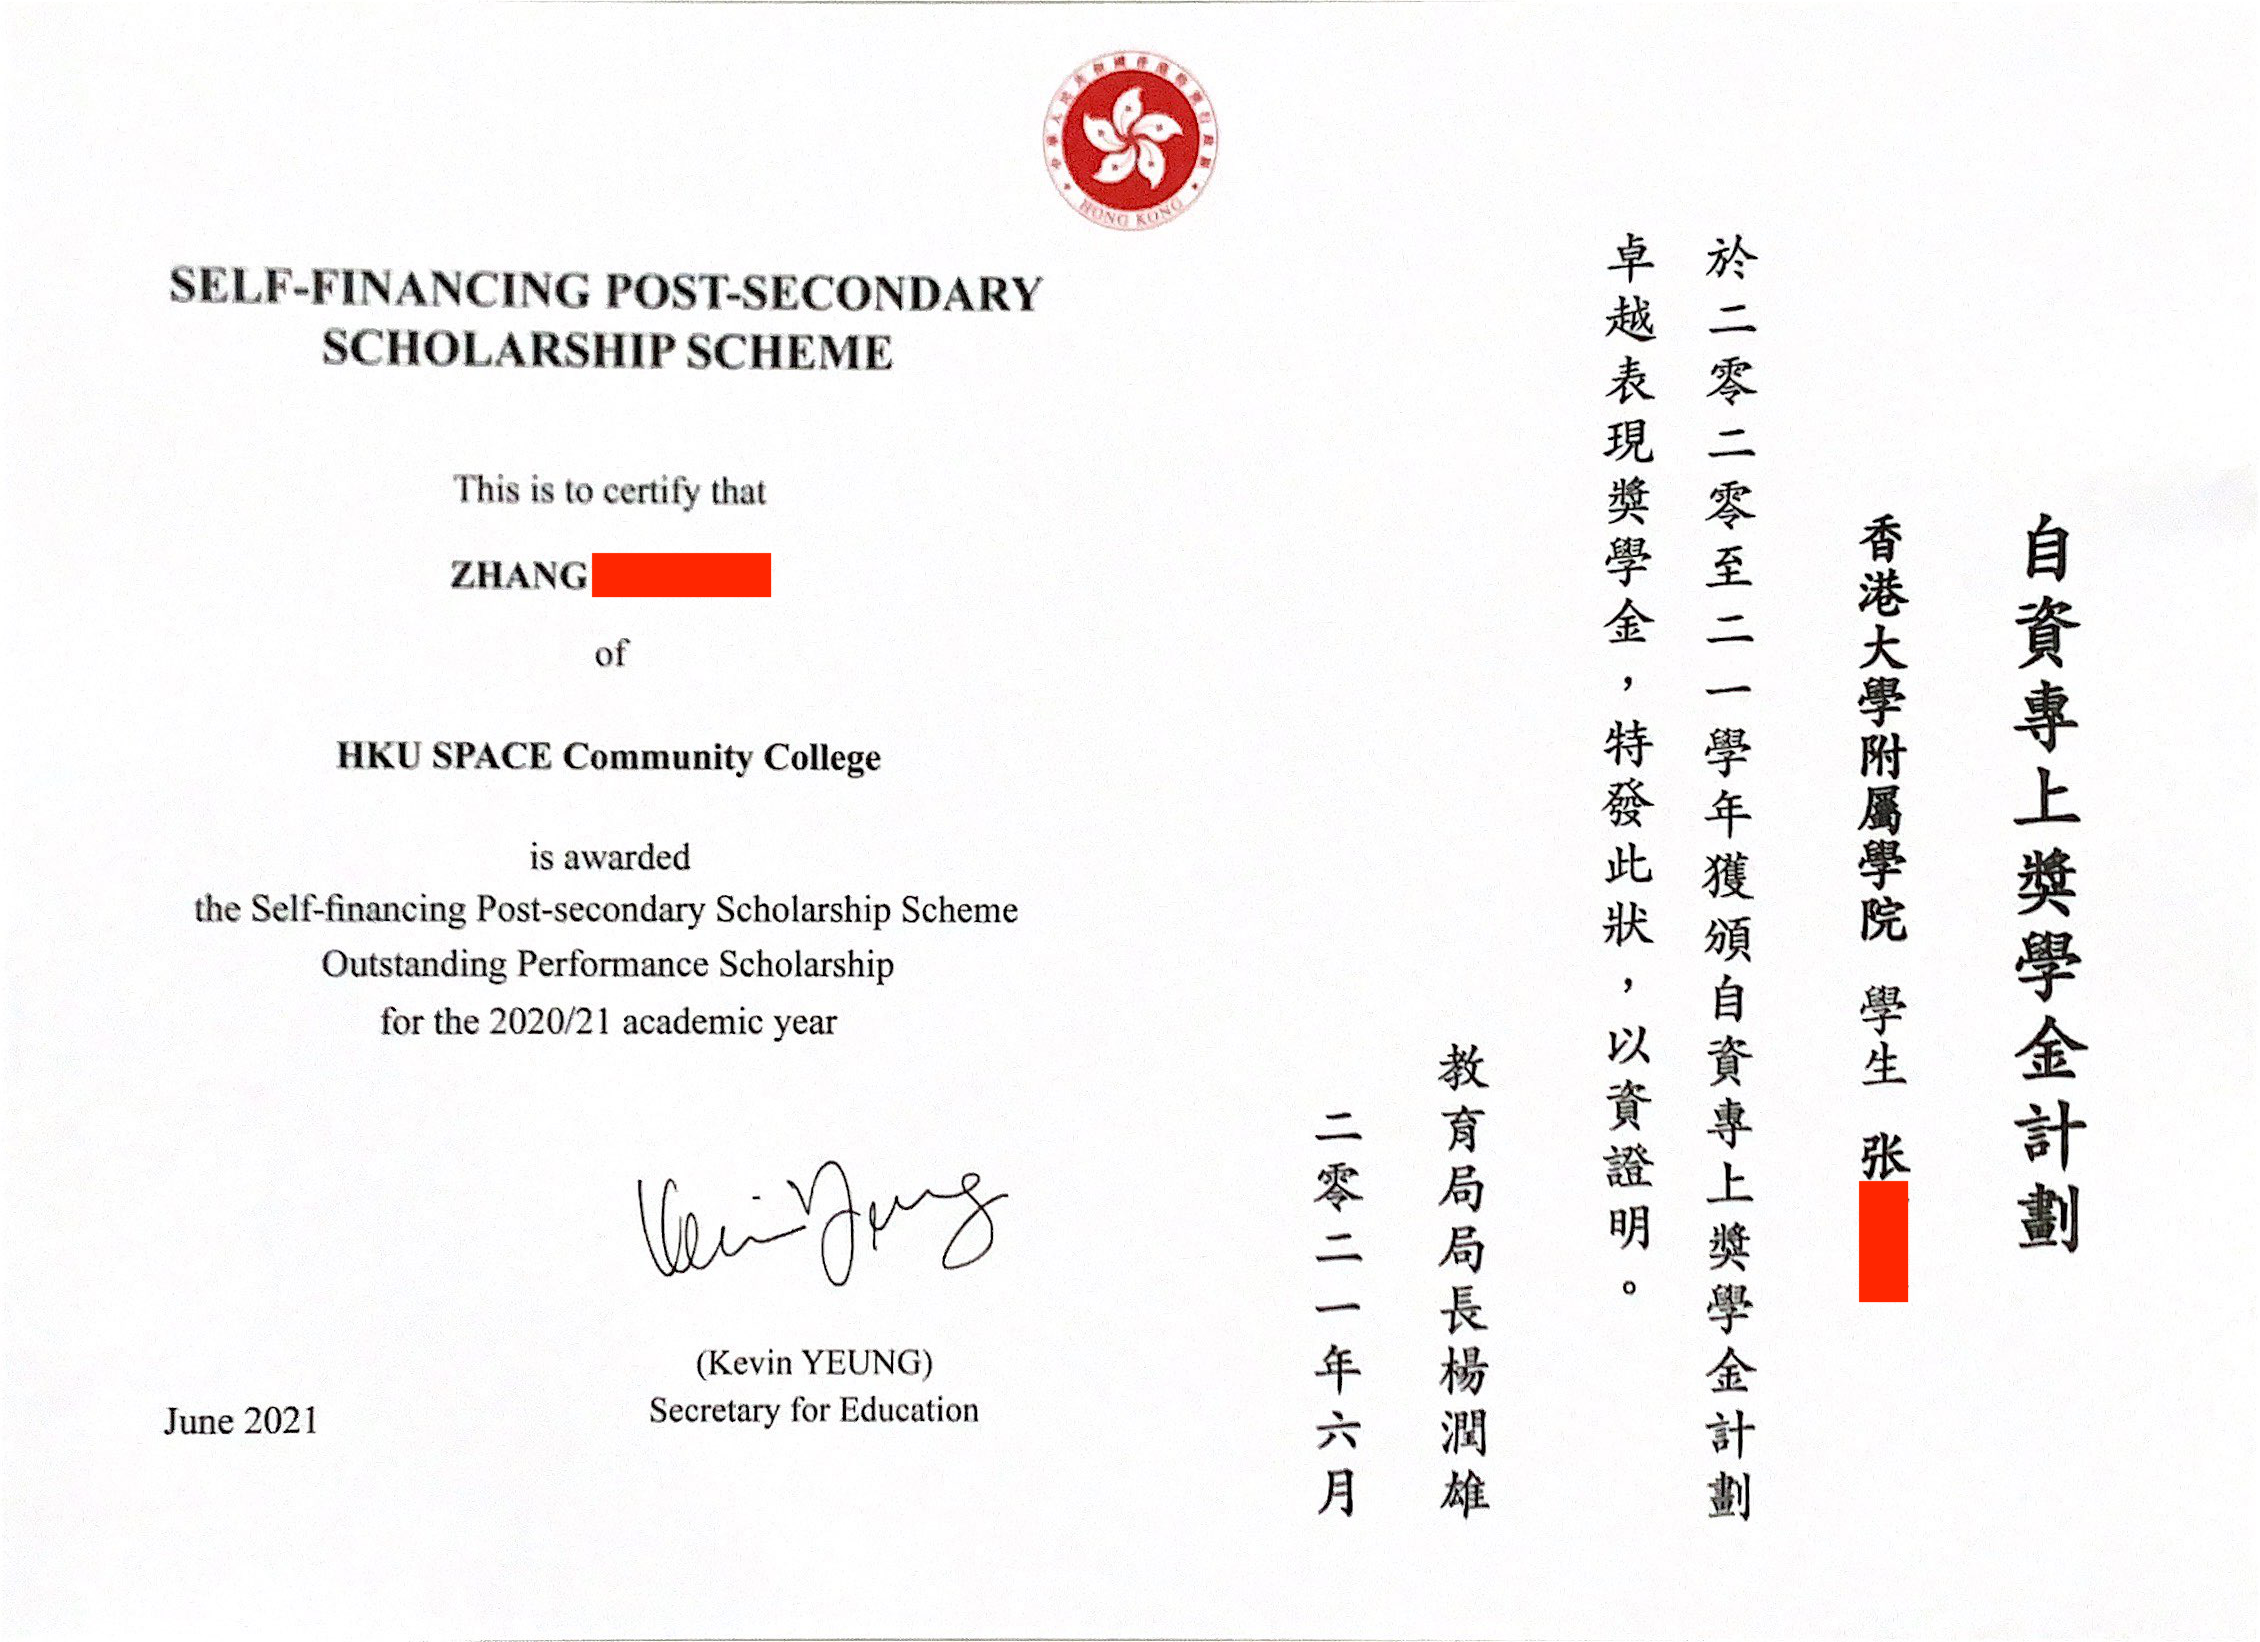 中華人民共和國香港特別行政區
HONG KONG
SELF-FINANCING POST-SECONDARY
SCHOLARSHIP SCHEME
This is to certify that
ZHANG
of
HKU SPACE Community College
is awarded
the Self-financing Post-secondary Scholarship Scheme
Outstanding Performance Scholarship
for the 2020/21 academic year
Kevin Yeung
(Kevin YEUNG)
Secretary for Education
June 2021
自資專上獎學金計劃
香港大學附屬學院 學生 张
於二零二零至二一學年獲頒自資專上獎學金計劃
卓越表現獎學金，特發此狀，以資證明。
教育局局長楊潤雄
二零二一年六月